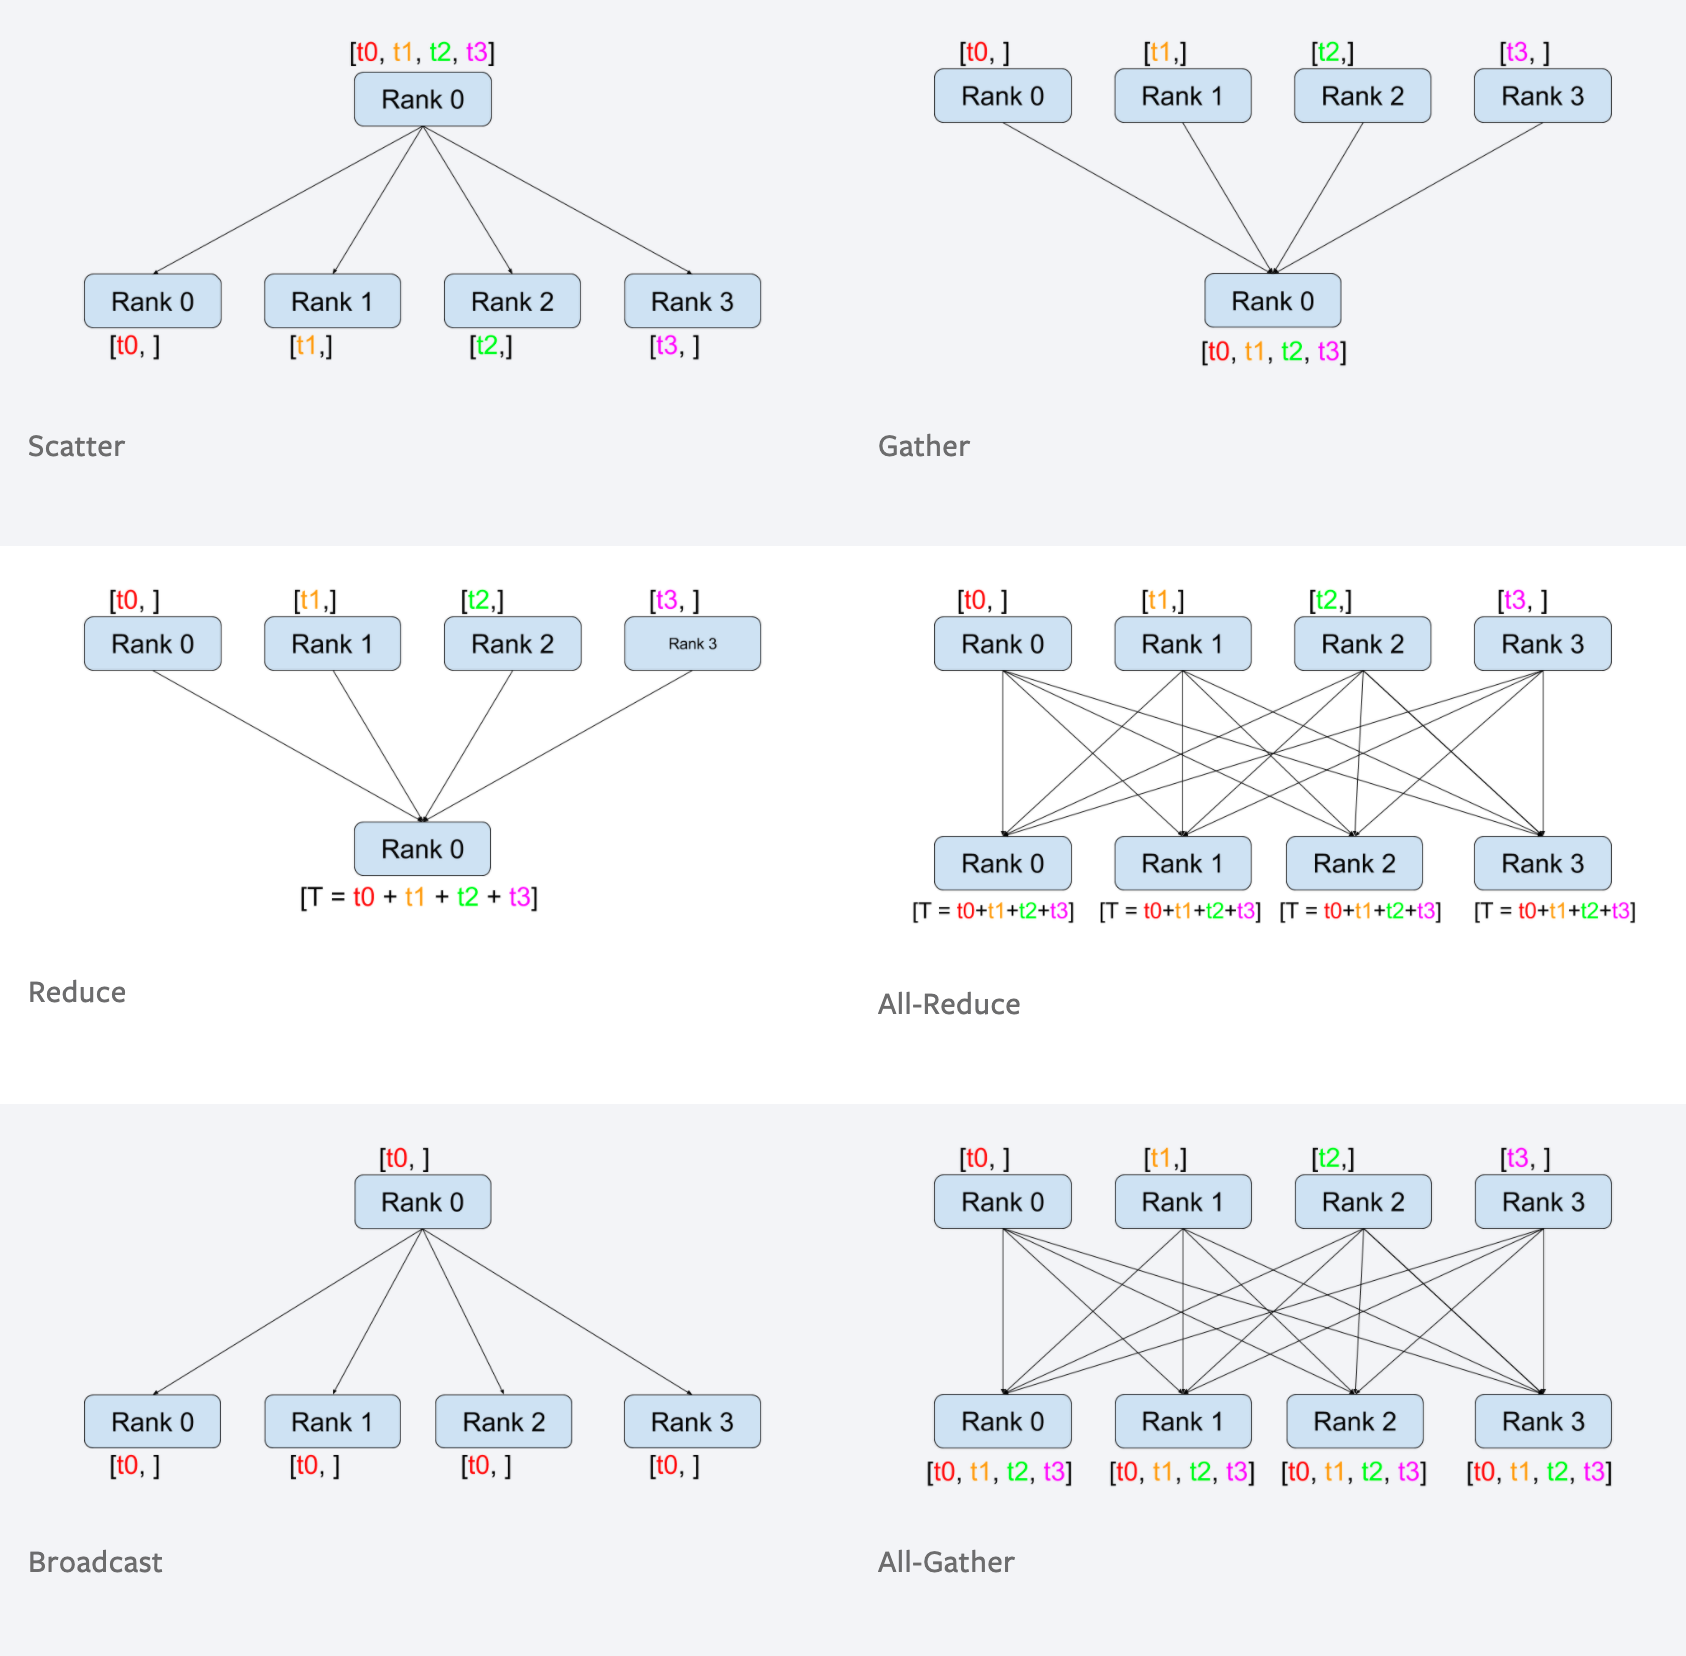 [t0, t1, t2, t3]
Rank 0
Rank 0 Rank 1 Rank 2 Rank 3
[t0, ] [t1,] [t2,] [t3, ]
Scatter
[t0, ] [t1,] [t2,] [t3, ]
Rank 0 Rank 1 Rank 2 Rank 3
Rank 0
[t0, t1, t2, t3]
Gather
[t0, ] [t1,] [t2,] [t3, ]
Rank 0 Rank 1 Rank 2 Rank 3
Rank 0
[T = t0 + t1 + t2 + t3]
Reduce
[t0, ] [t1,] [t2,] [t3, ]
Rank 0 Rank 1 Rank 2 Rank 3
Rank 0 Rank 1 Rank 2 Rank 3
[T = t0+t1+t2+t3] [T = t0+t1+t2+t3] [T = t0+t1+t2+t3] [T = t0+t1+t2+t3]
All-Reduce
[t0, ]
Rank 0
Rank 0 Rank 1 Rank 2 Rank 3
[t0, ] [t0, ] [t0, ] [t0, ]
Broadcast
[t0, ] [t1,] [t2,] [t3, ]
Rank 0 Rank 1 Rank 2 Rank 3
Rank 0 Rank 1 Rank 2 Rank 3
[t0, t1, t2, t3] [t0, t1, t2, t3] [t0, t1, t2, t3] [t0, t1, t2, t3]
All-Gather